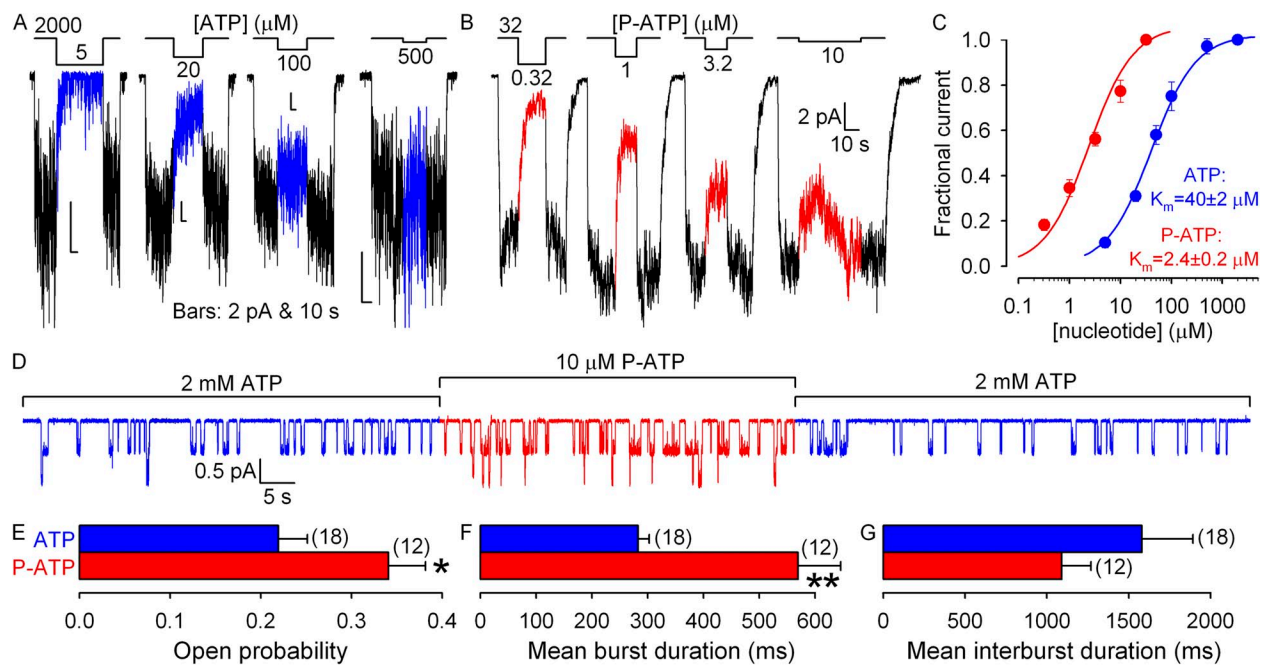 A
[ATP] (µM)
2000
5
20
100
500
Bars: 2 pA & 10 s
B
[P-ATP] (µM)
32
0.32
1
3.2
10
2 pA
10 s
C
Fractional current
1.0
0.8
0.6
0.4
0.2
0.0
ATP:
Km=40±2 µM
P-ATP:
Km=2.4±0.2 µM
0.1
1
10
100
1000
[nucleotide] (µM)
D
2 mM ATP
10 µM P-ATP
2 mM ATP
0.5 pA
5 s
E
ATP
P-ATP
(18)
(12)
*
0.0
0.1
0.2
0.3
0.4
Open probability
F
(18)
(12)
**
0
100
200
300
400
500
600
Mean burst duration (ms)
G
(18)
(12)
0
500
1000
1500
2000
Mean interburst duration (ms)